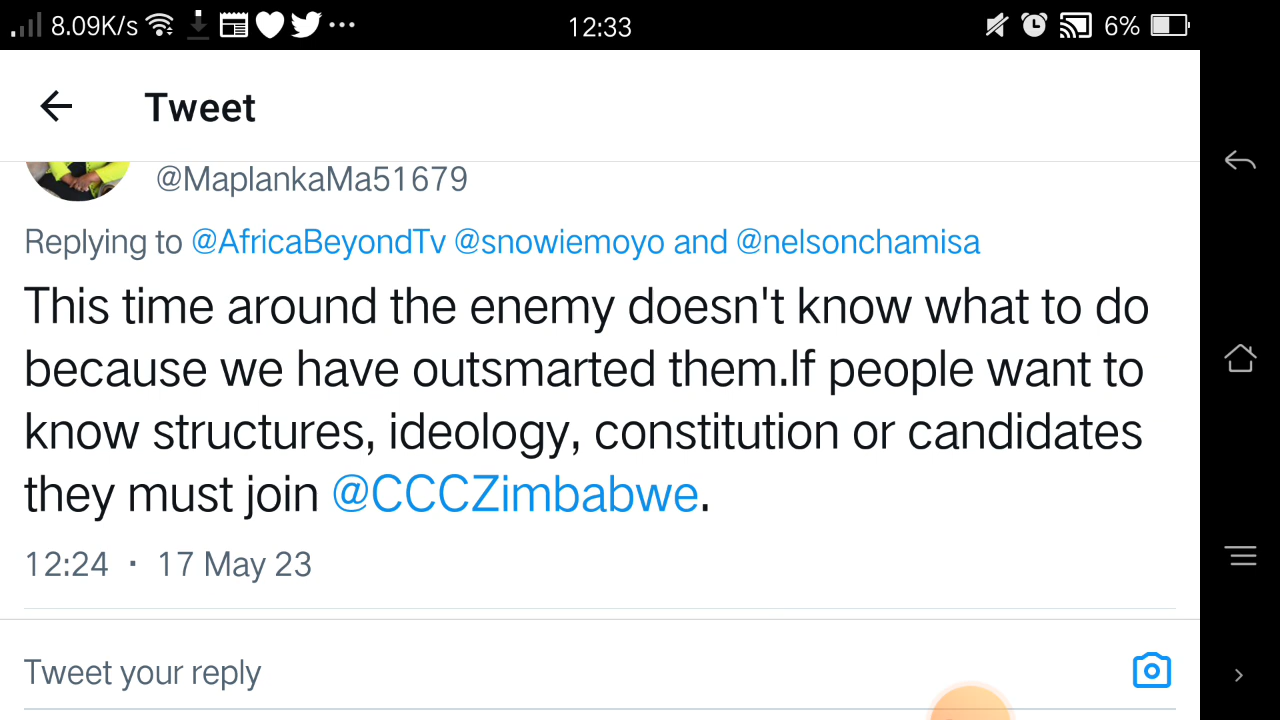 8.09K/s 12:33 6%
Tweet
@MaplankaMa51679
Replying to @AfricaBeyondTv @snowiemoyo and @nelsonchamisa
This time around the enemy doesn't know what to do
because we have outsmarted them.If people want to
know structures, ideology, constitution or candidates
they must join @CCCZimbabwe.
12:24 · 17 May 23
Tweet your reply